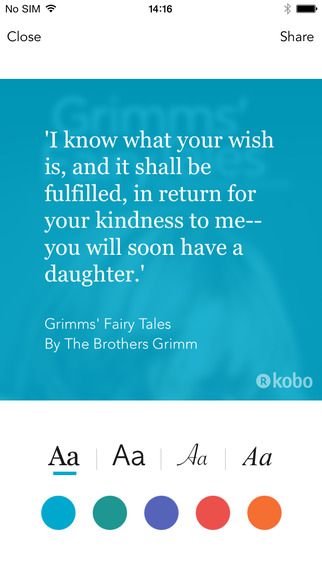 No SIM 14:16
Close Share
Grimms'
Tales
'I know what your wish
is, and it shall be
fulfilled, in return for
your kindness to me--
you will soon have a
daughter.'
Grimms' Fairy Tales
By The Brothers Grimm
R kobo
Aa Aa Aa Aa